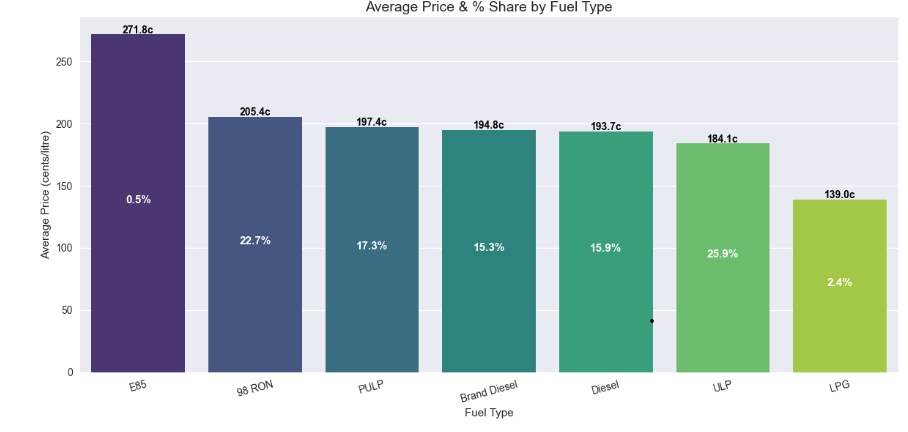 Average Price & % Share by Fuel Type
Average Price (cents/litre)
250
200
150
100
50
0
271.8c
205.4c
197.4c
194.8c
193.7c
184.1c
139.0c
0.5%
22.7%
17.3%
15.3%
15.9%
25.9%
2.4%
E85
98 RON
PULP
Brand Diesel
Diesel
ULP
LPG
Fuel Type